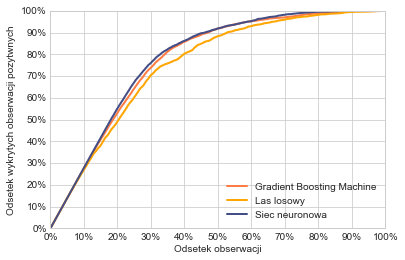 100%
90%
80%
70%
60%
50%
40%
30%
20%
10%
0%
Odsetek wykrytych obserwacji pozytywnych
Gradient Boosting Machine
Las losowy
Siec neuronowa
0% 10% 20% 30% 40% 50% 60% 70% 80% 90% 100%
Odsetek obserwacji